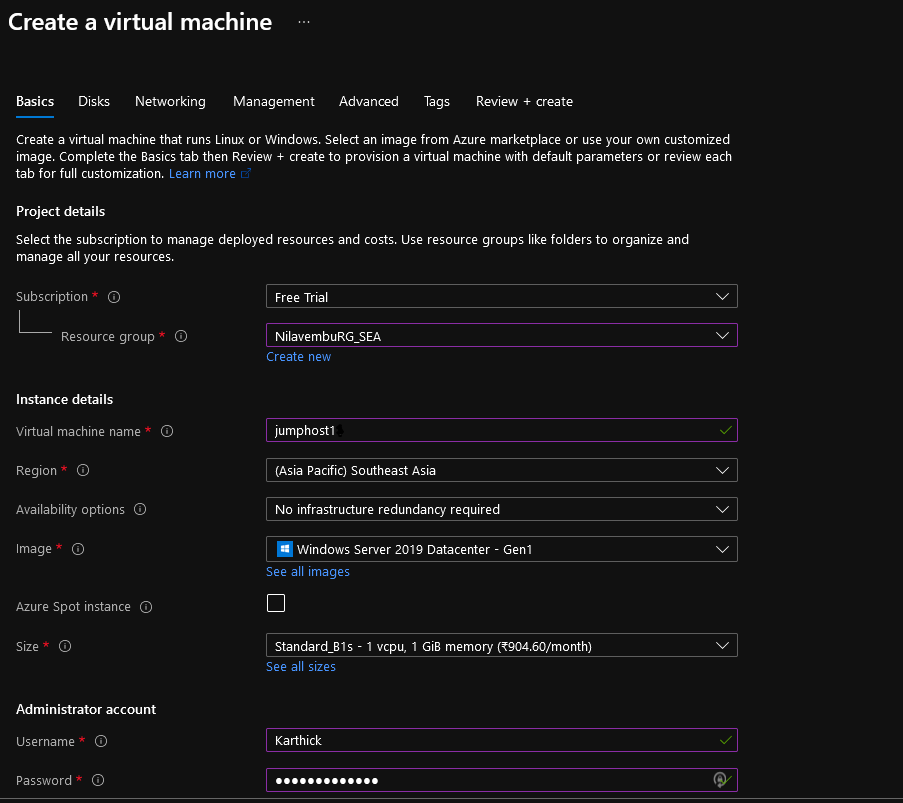 Create a virtual machine ...
Basics Disks Networking Management Advanced Tags Review + create
Create a virtual machine that runs Linux or Windows. Select an image from Azure marketplace or use your own customized
image. Complete the Basics tab then Review + create to provision a virtual machine with default parameters or review each
tab for full customization. Learn more
Project details
Select the subscription to manage deployed resources and costs. Use resource groups like folders to organize and
manage all your resources.
Subscription * Free Trial
Resource group * NilavembuRG_SEA
Create new
Instance details
Virtual machine name * jumphost1
Region * (Asia Pacific) Southeast Asia
Availability options No infrastructure redundancy required
Image * Windows Server 2019 Datacenter - Gen1
See all images
Azure Spot instance
Size * Standard_B1s - 1 vcpu, 1 GiB memory (₹904.60/month)
See all sizes
Administrator account
Username * Karthick
Password * •••••••••••••